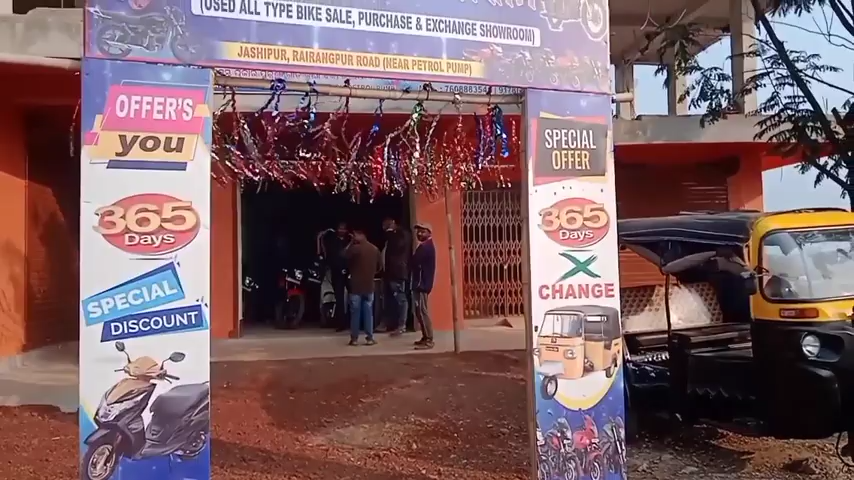 (USED ALL TYPE BIKE SALE, PURCHASE & EXCHANGE SHOWROOM)
JASHIPUR, RAIRANGPUR ROAD (NEAR PETROL PUMP)
OFFER'S
you
365
Days
SPECIAL
DISCOUNT
SPECIAL
OFFER
365
Days
X
CHANGE